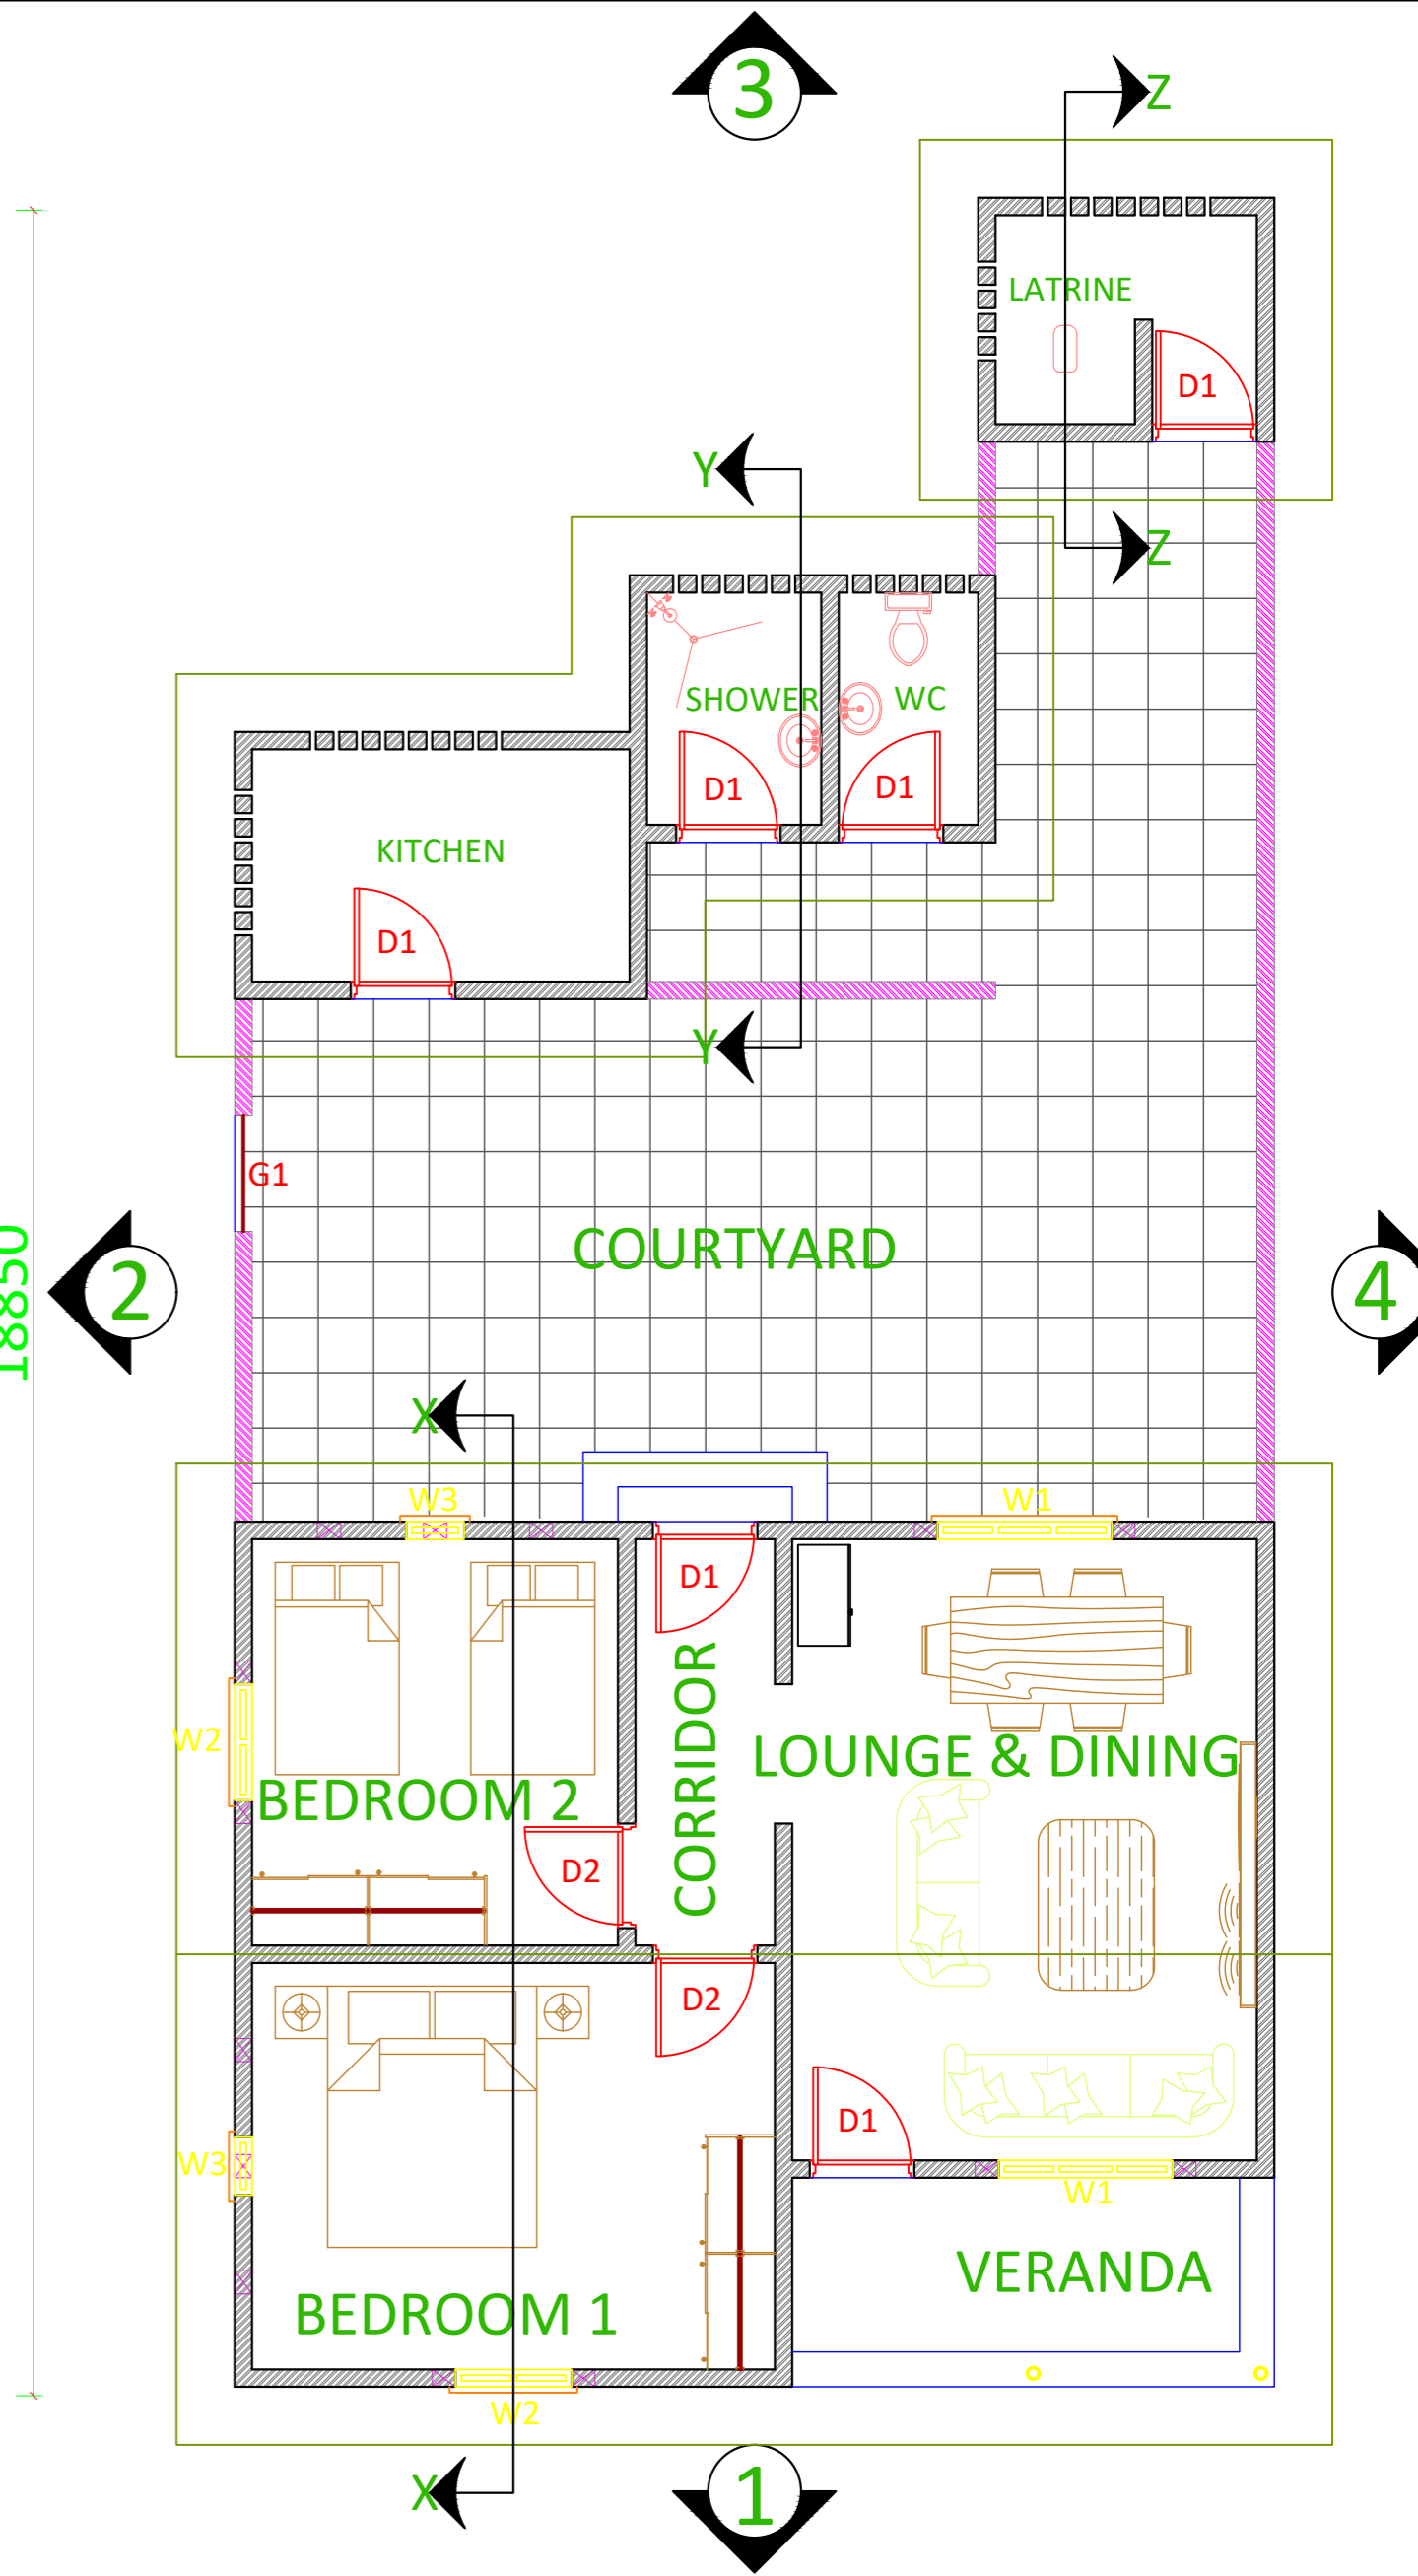 3
Z
LATRINE
D1
Y
Z
SHOWER
WC
D1
D1
KITCHEN
D1
Y
G1
COURTYARD
18850
2
4
X
W3
W1
D1
CORRIDOR
W2
LOUNGE & DINING
BEDROOM 2
D2
D2
D1
W3
W1
VERANDA
BEDROOM 1
W2
X
1